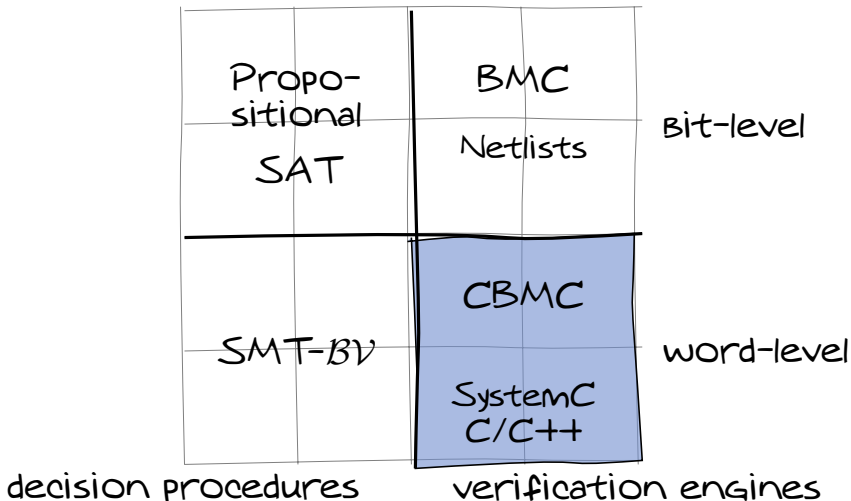 Propo-
sitional
SAT
BMC
Netlists
Bit-level
SMT-BV
CBMC
SystemC
C/C++
word-level
decision procedures
verification engines